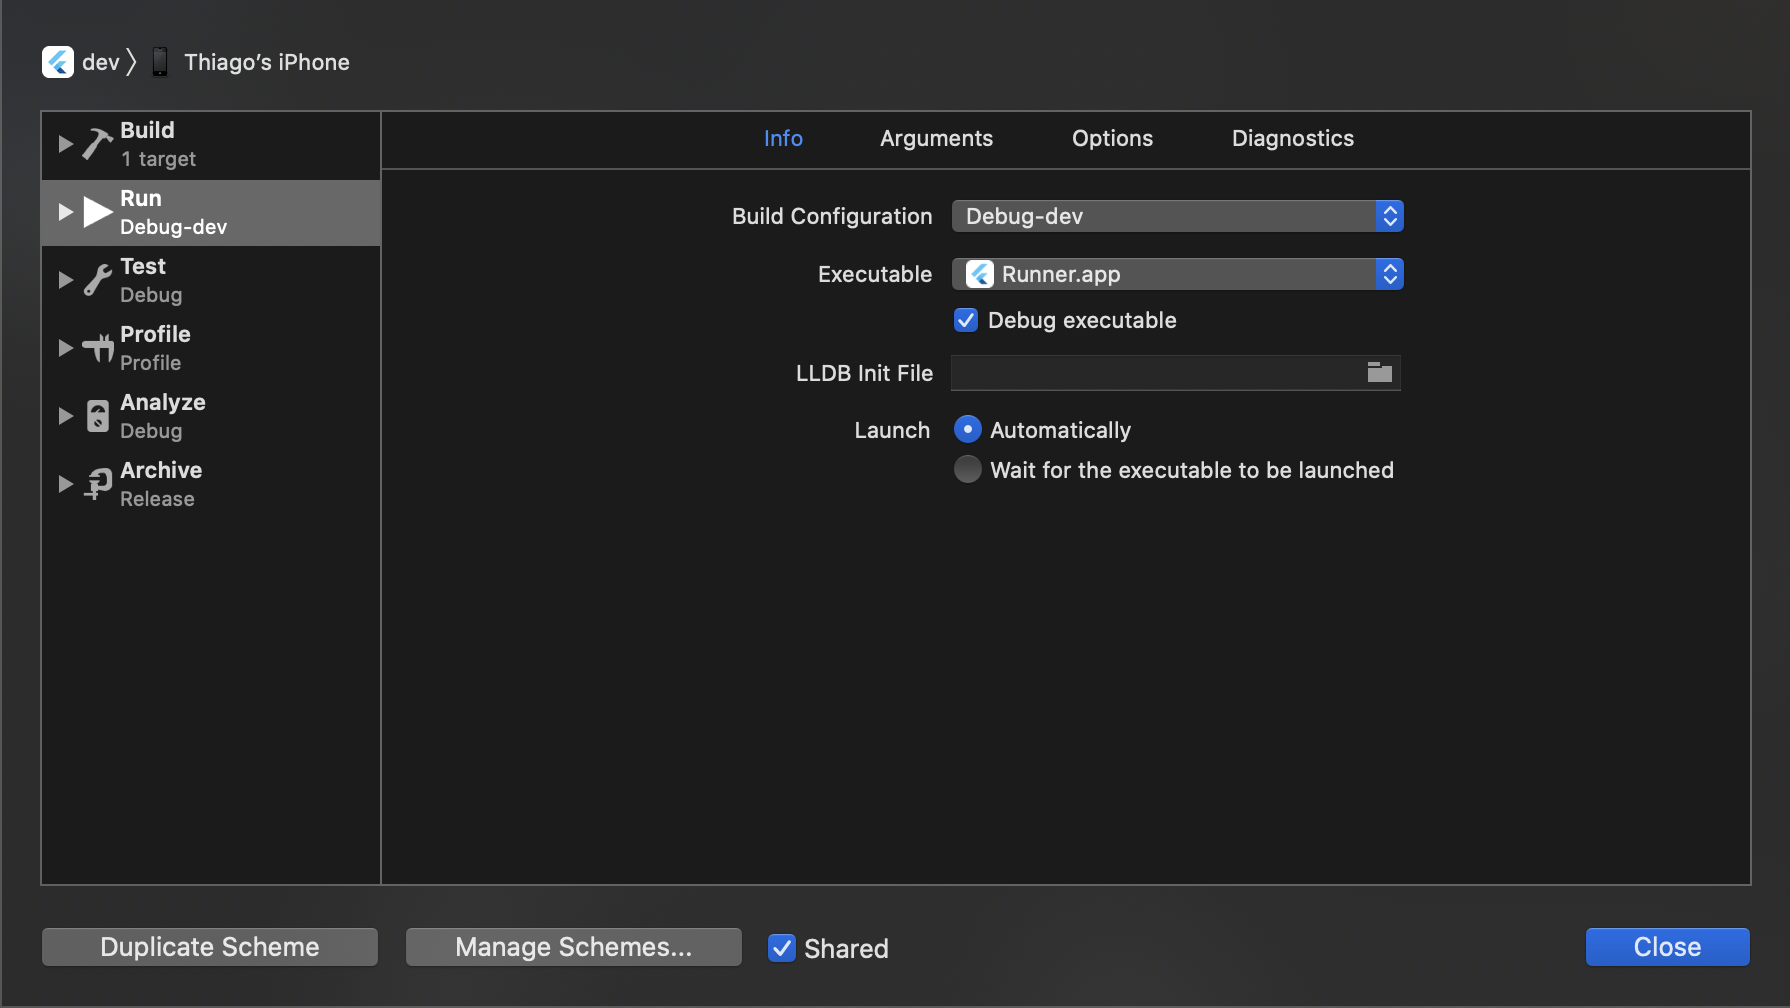 dev Thiago’s iPhone
Build
1 target
Run
Debug-dev
Test
Debug
Profile
Profile
Analyze
Debug
Archive
Release
Info Arguments Options Diagnostics
Build Configuration Debug-dev
Executable Runner.app
Debug executable
LLDB Init File
Launch Automatically
Wait for the executable to be launched
Duplicate Scheme Manage Schemes... Shared Close